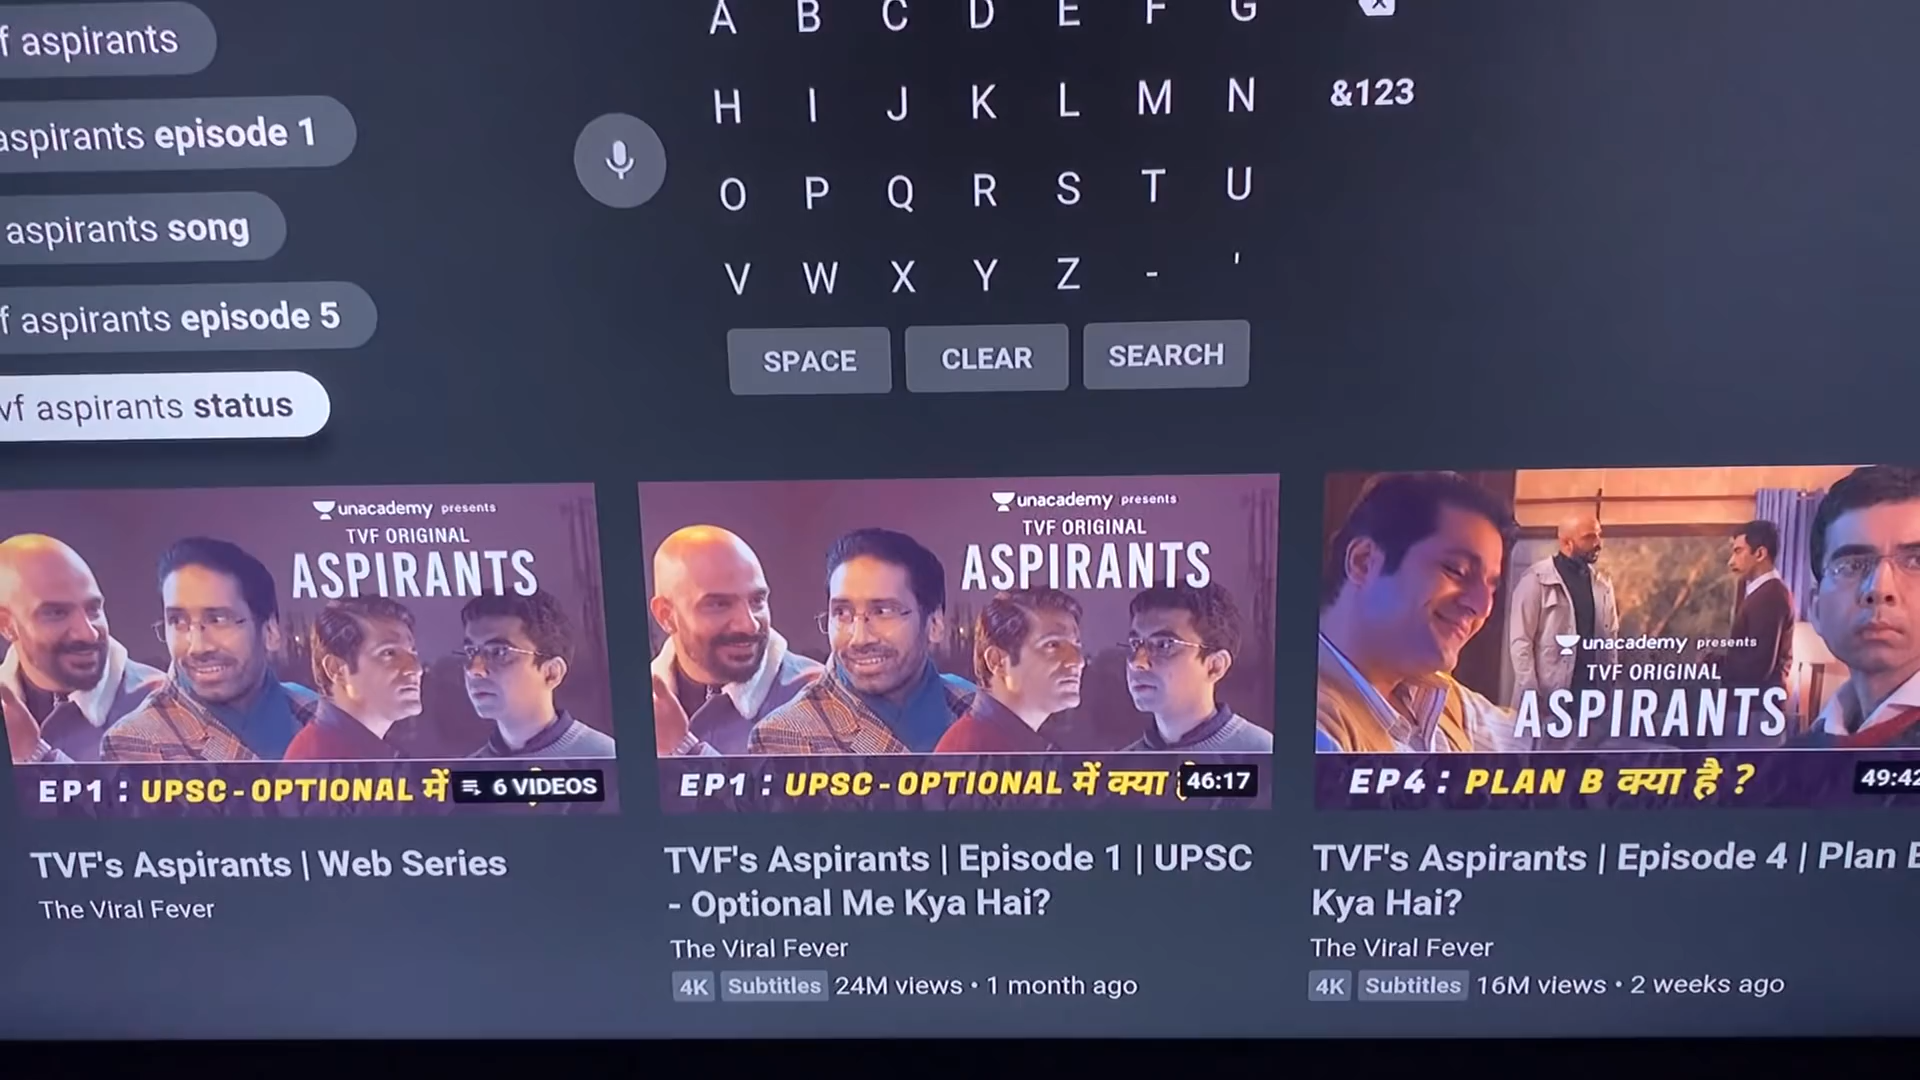 A B C D E F G
f aspirants
H I J K L M N &123
aspirants episode 1
O P Q R S T U
aspirants song
V W X Y Z - '
f aspirants episode 5
SPACE CLEAR SEARCH
vf aspirants status
unacademy presents
TVF ORIGINAL
ASPIRANTS
EP1 : UPSC - OPTIONAL में
6 VIDEOS
TVF's Aspirants | Web Series
The Viral Fever
unacademy presents
TVF ORIGINAL
ASPIRANTS
EP1 : UPSC - OPTIONAL में क्या
46:17
TVF's Aspirants | Episode 1 | UPSC
- Optional Me Kya Hai?
The Viral Fever
4K Subtitles 24M views • 1 month ago
unacademy presents
TVF ORIGINAL
ASPIRANTS
EP4 : PLAN B क्या है ?
49:42
TVF's Aspirants | Episode 4 | Plan B
Kya Hai?
The Viral Fever
4K Subtitles 16M views • 2 weeks ago